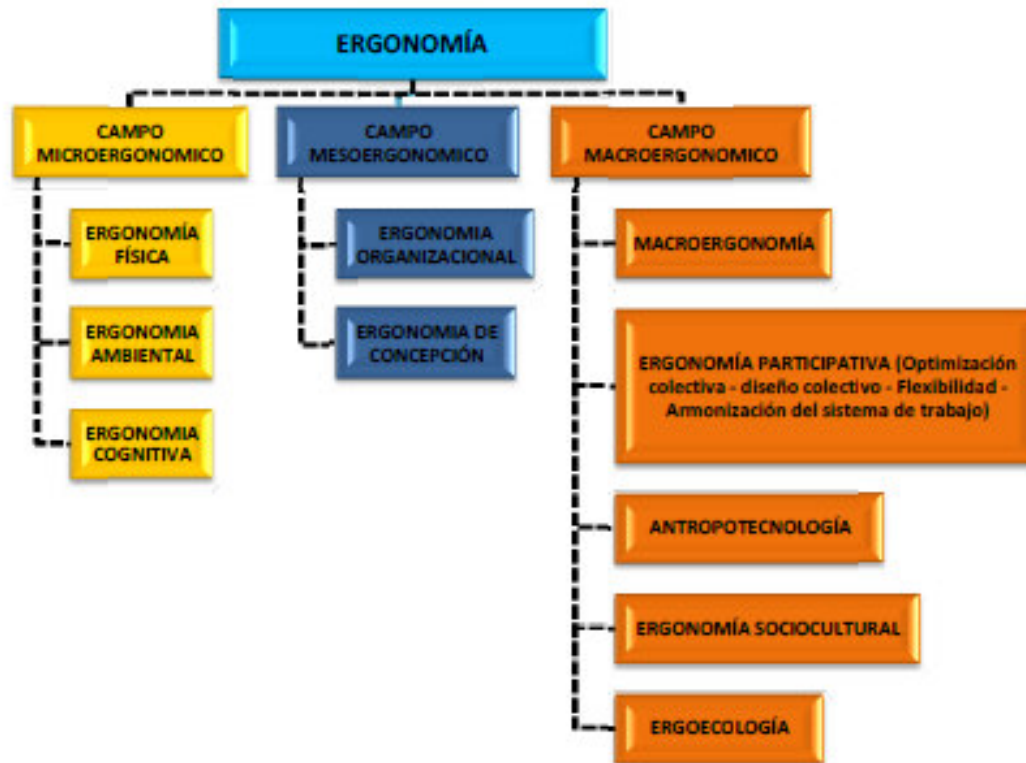 ERGONOMÍA
CAMPO
MICROERGONOMICO
ERGONOMÍA
FÍSICA
ERGONOMIA
AMBIENTAL
ERGONOMIA
COGNITIVA
CAMPO
MESOERGONOMICO
ERGONOMIA
ORGANIZACIONAL
ERGONOMIA DE
CONCEPCIÓN
CAMPO
MACROERGONOMICO
MACROERGONOMÍA
ERGONOMÍA PARTICIPATIVA (Optimización
colectiva - diseño colectivo - Flexibilidad -
Armonización del sistema de trabajo)
ANTROPOTECNOLOGÍA
ERGONOMÍA SOCIOCULTURAL
ERGOECOLOGÍA